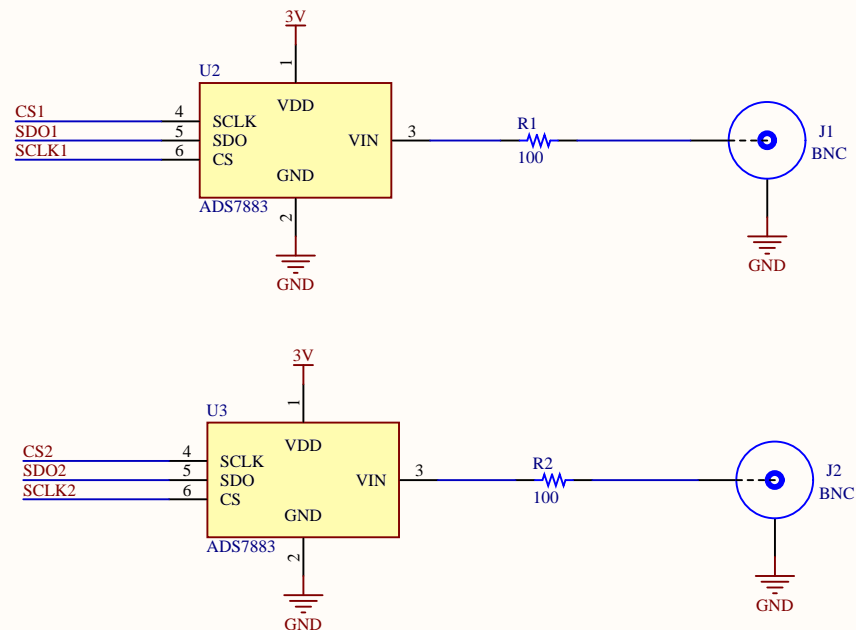 3V
1
U2
VDD
CS1 4 SCLK
SDO1 5 SDO VIN 3 R1 100 J1 BNC
SCLK1 6 CS
GND
ADS7883
2
GND
GND
3V
1
U3
VDD
CS2 4 SCLK
SDO2 5 SDO VIN 3 R2 100 J2 BNC
SCLK2 6 CS
GND
ADS7883
2
GND
GND